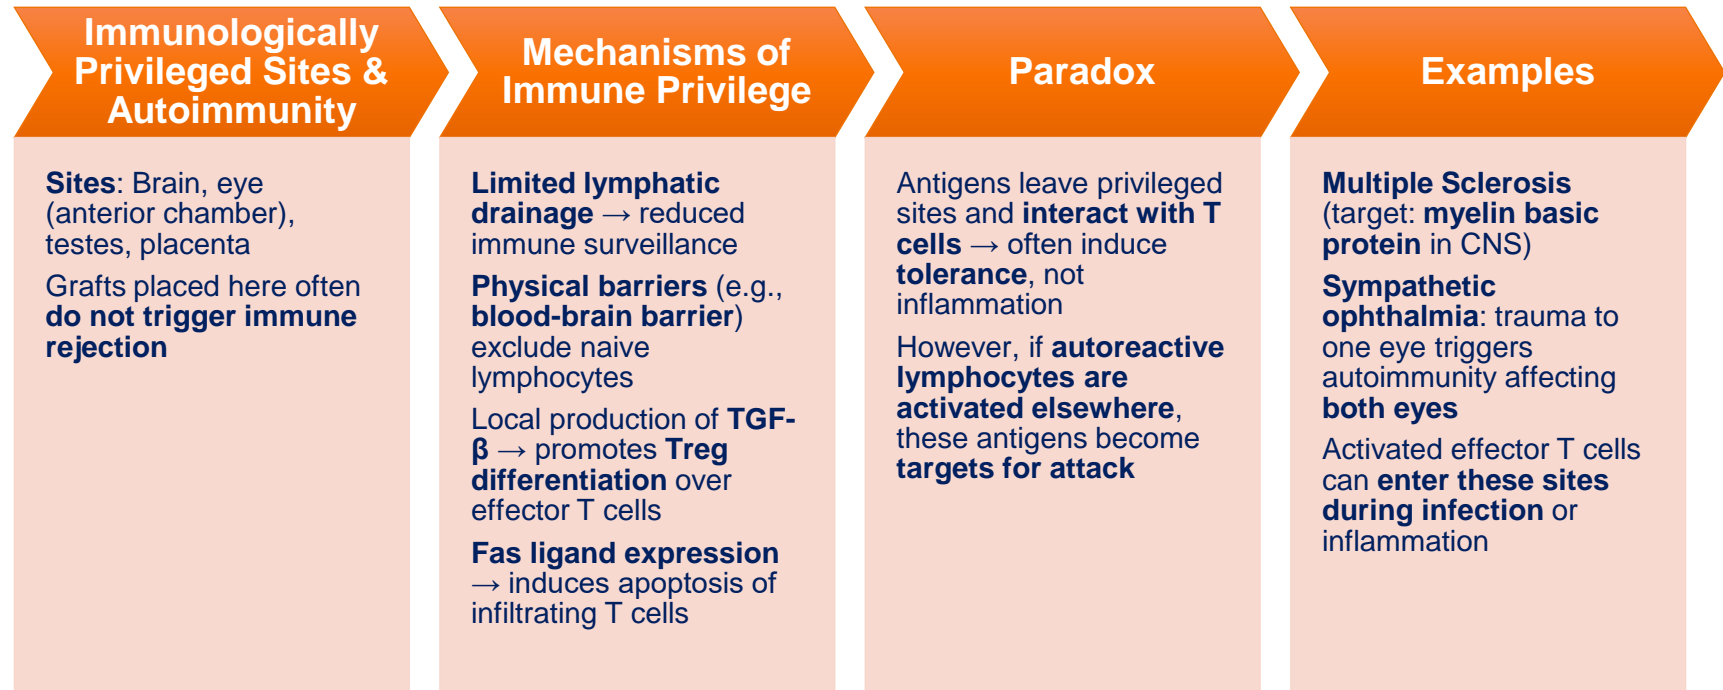 Immunologically
Privileged Sites &
Autoimmunity
Sites: Brain, eye
(anterior chamber),
testes, placenta
Grafts placed here often
do not trigger immune
rejection
Mechanisms of
Immune Privilege
Limited lymphatic
drainage → reduced
immune surveillance
Physical barriers (e.g.,
blood-brain barrier)
exclude naive
lymphocytes
Local production of TGF-
β → promotes Treg
differentiation over
effector T cells
Fas ligand expression
→ induces apoptosis of
infiltrating T cells
Paradox
Antigens leave privileged
sites and interact with T
cells → often induce
tolerance, not
inflammation
However, if autoreactive
lymphocytes are
activated elsewhere,
these antigens become
targets for attack
Examples
Multiple Sclerosis
(target: myelin basic
protein in CNS)
Sympathetic
ophthalmia: trauma to
one eye triggers
autoimmunity affecting
both eyes
Activated effector T cells
can enter these sites
during infection or
inflammation